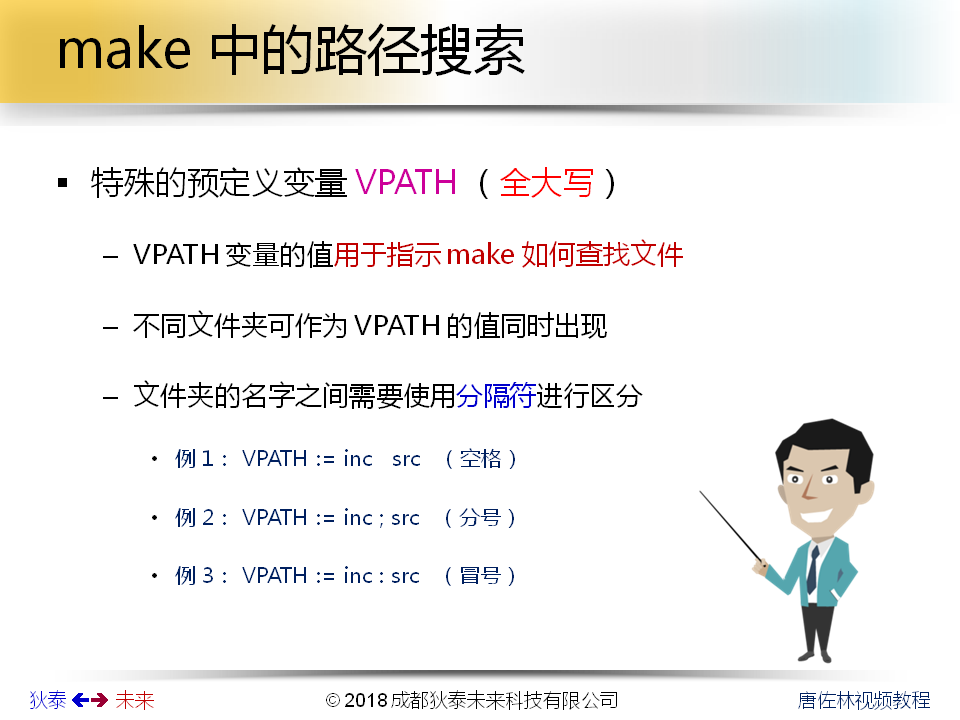 make 中的路径搜索
▪ 特殊的预定义变量 VPATH （全大写）
– VPATH 变量的值用于指示 make 如何查找文件
– 不同文件夹可作为 VPATH 的值同时出现
– 文件夹的名字之间需要使用分隔符进行区分
• 例 1： VPATH := inc src （空格）
• 例 2： VPATH := inc ; src （分号）
• 例 3： VPATH := inc : src （冒号）
狄泰 未来 © 2018 成都狄泰未来科技有限公司 唐佐林视频教程